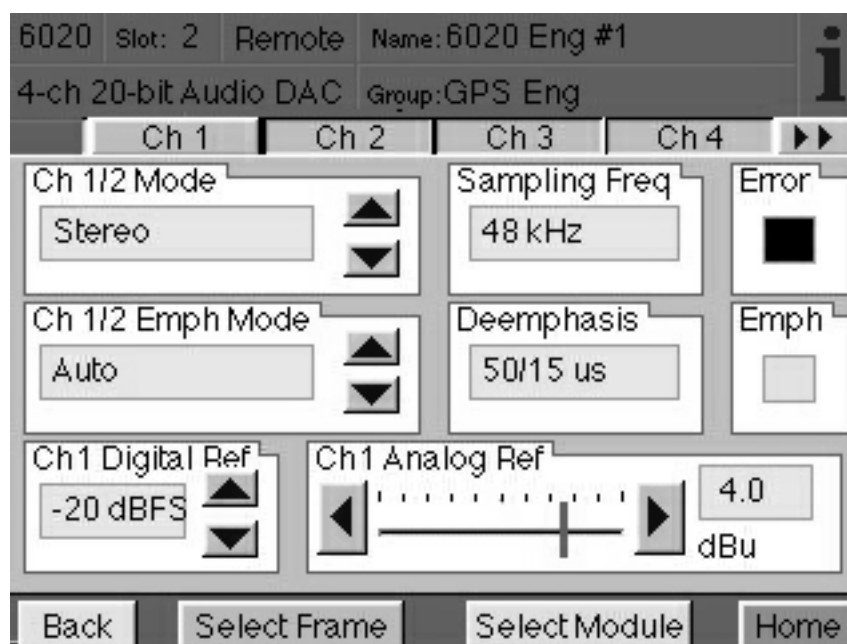 6020 Slot: 2 Remote Name: 6020 Eng #1
4-ch 20-bit Audio DAC Group: GPS Eng
i
Ch 1 Ch 2 Ch 3 Ch 4
Ch 1/2 Mode Sampling Freq Error
Stereo 48 kHz
Ch 1/2 Emph Mode Deemphasis Emph
Auto 50/15 us
Ch1 Digital Ref Ch1 Analog Ref
-20 dBFS 4.0
dBu
Back Select Frame Select Module Home